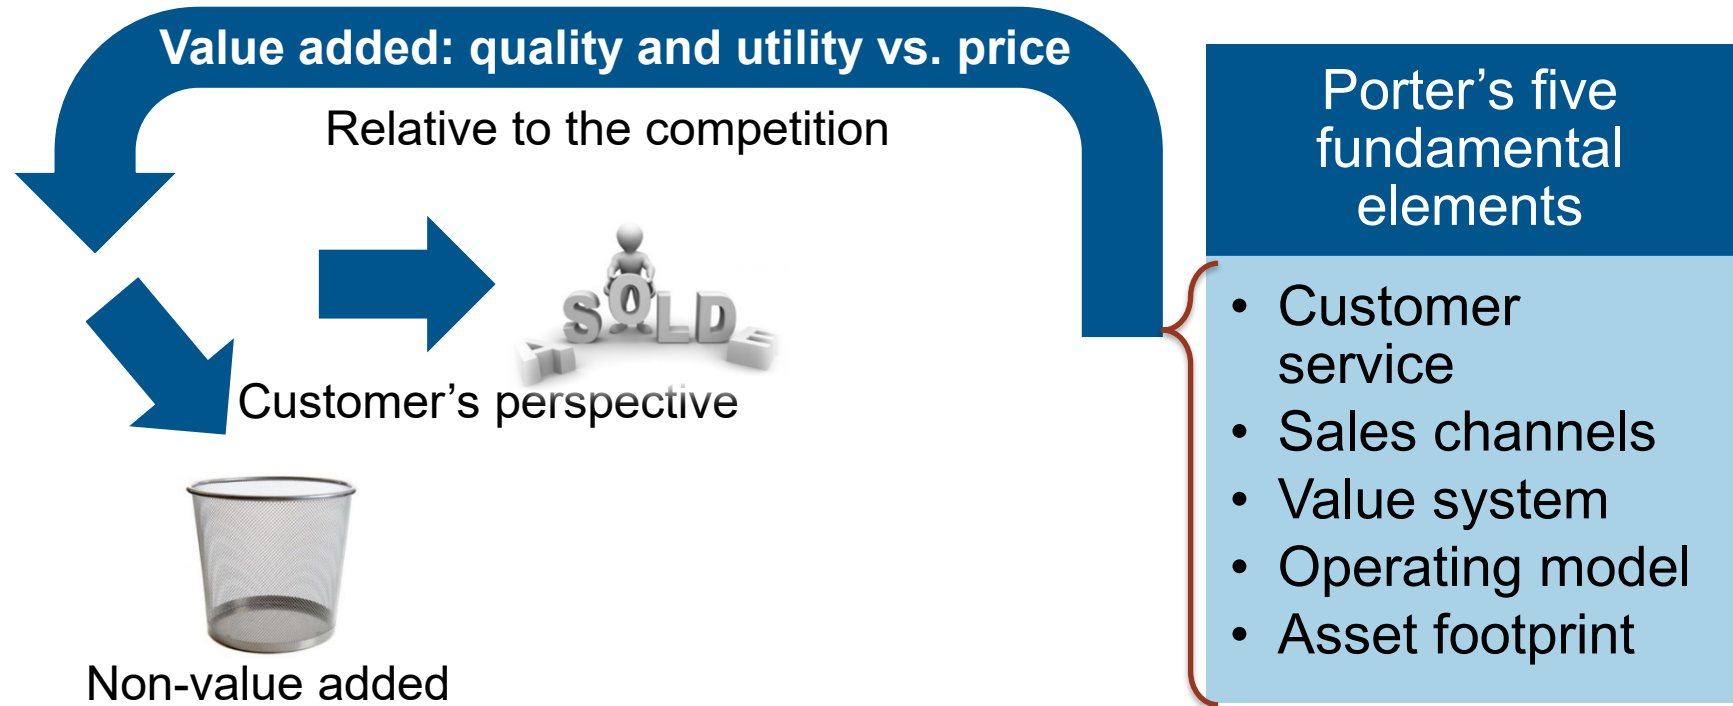 Value added: quality and utility vs. price
Relative to the competition
A SOLD E
Customer’s perspective
Non-value added
Porter’s five
fundamental
elements
• Customer
service
• Sales channels
• Value system
• Operating model
• Asset footprint